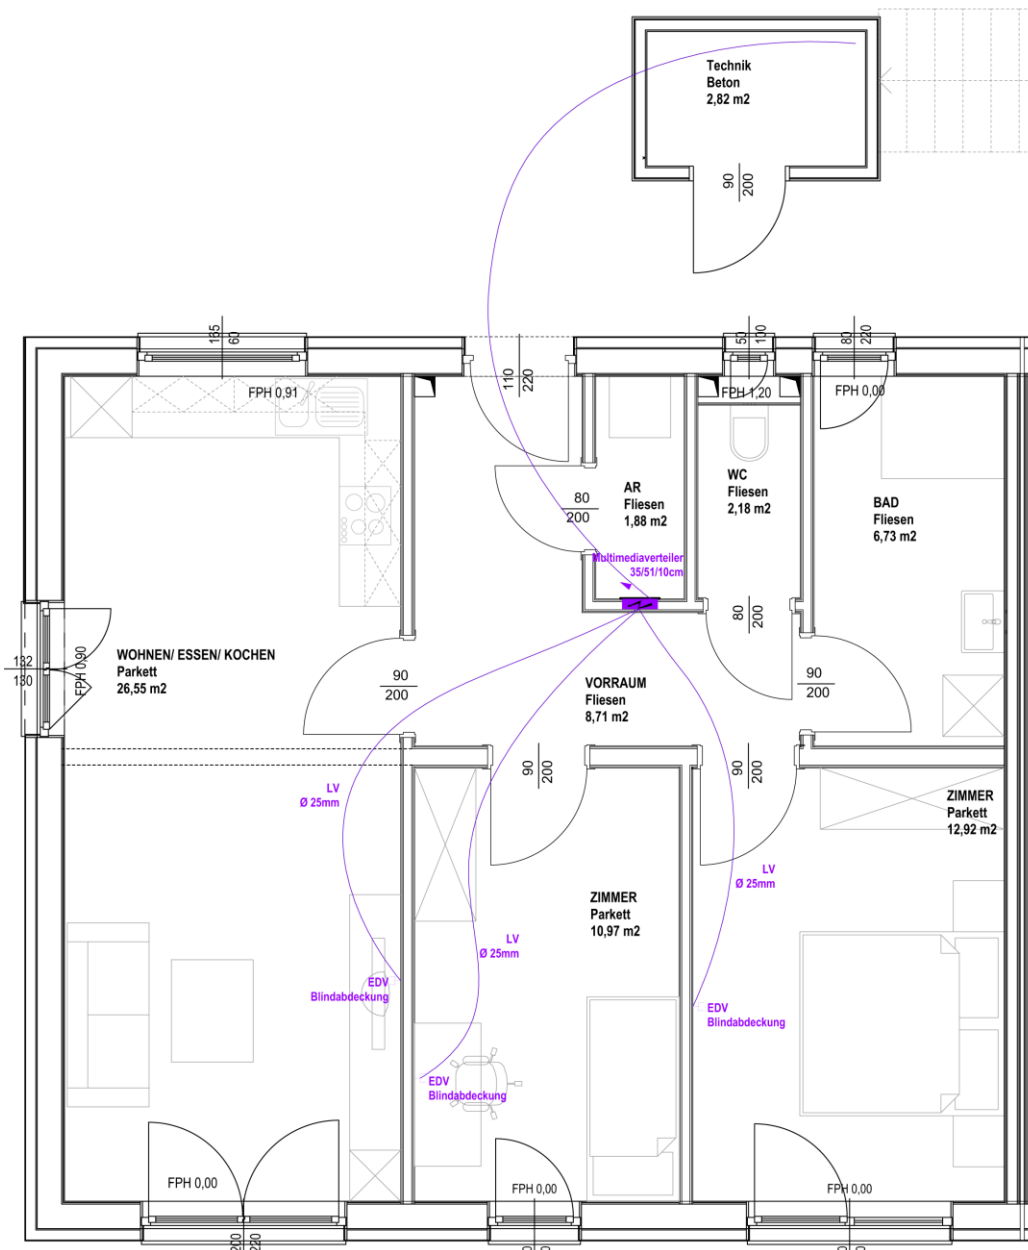 Technik
Beton
2,82 m2
90
200
165
60
110
220
50
100
80
220
FPH 0,91
FPH 1,20
FPH 0,00
AR
Fliesen
1,88 m2
80
200
WC
Fliesen
2,18 m2
BAD
Fliesen
6,73 m2
Multimediaverteiler
35/51/10cm
80
200
132
130
FPH 0,90
WOHNEN/ ESSEN/ KOCHEN
Parkett
26,55 m2
90
200
VORRAUM
Fliesen
8,71 m2
90
200
90
200
90
200
LV
Ø 25mm
ZIMMER
Parkett
12,92 m2
LV
Ø 25mm
ZIMMER
Parkett
10,97 m2
LV
Ø 25mm
EDV
Blindabdeckung
EDV
Blindabdeckung
EDV
Blindabdeckung
FPH 0,00
FPH 0,00
FPH 0,00
200
220